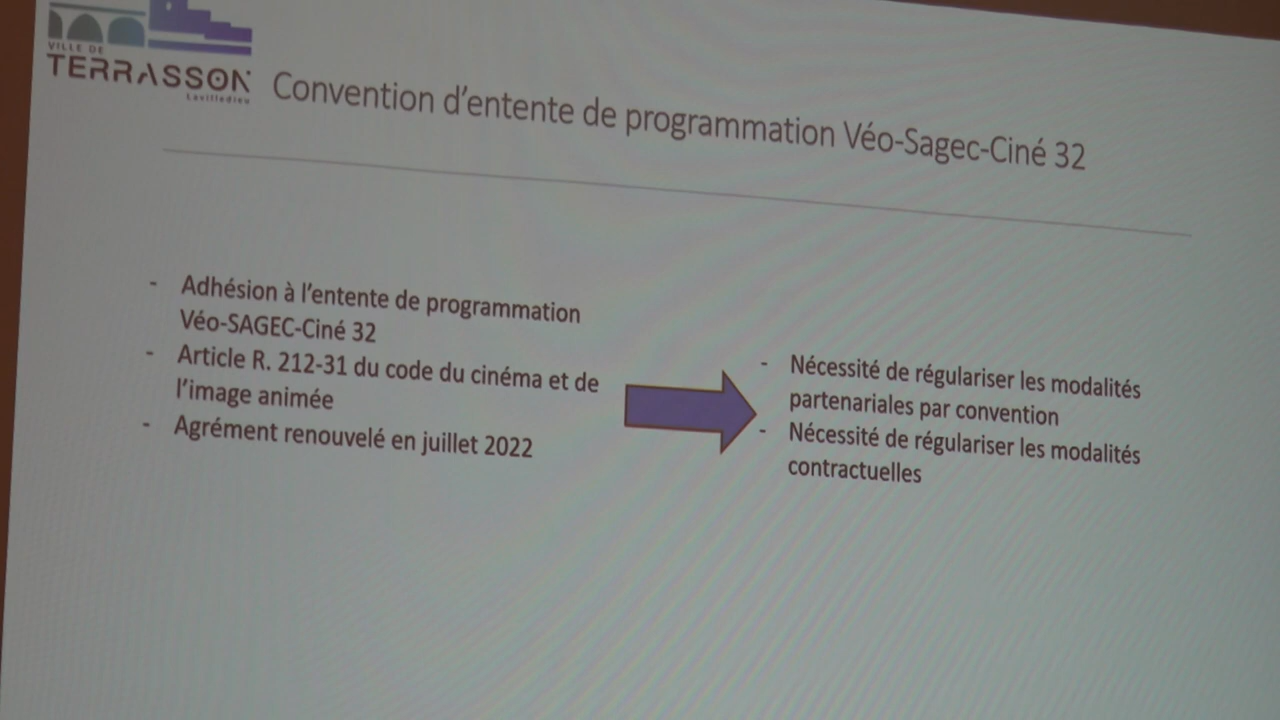 VILLE DE
TERRASSON
Lavilledieu
Convention d'entente de programmation Véo-Sagec-Ciné 32
- Adhésion à l'entente de programmation
Véo-SAGEC-Ciné 32
- Article R. 212-31 du code du cinéma et de
l'image animée
- Agrément renouvelé en juillet 2022
- Nécessité de régulariser les modalités
partenariales par convention
- Nécessité de régulariser les modalités
contractuelles